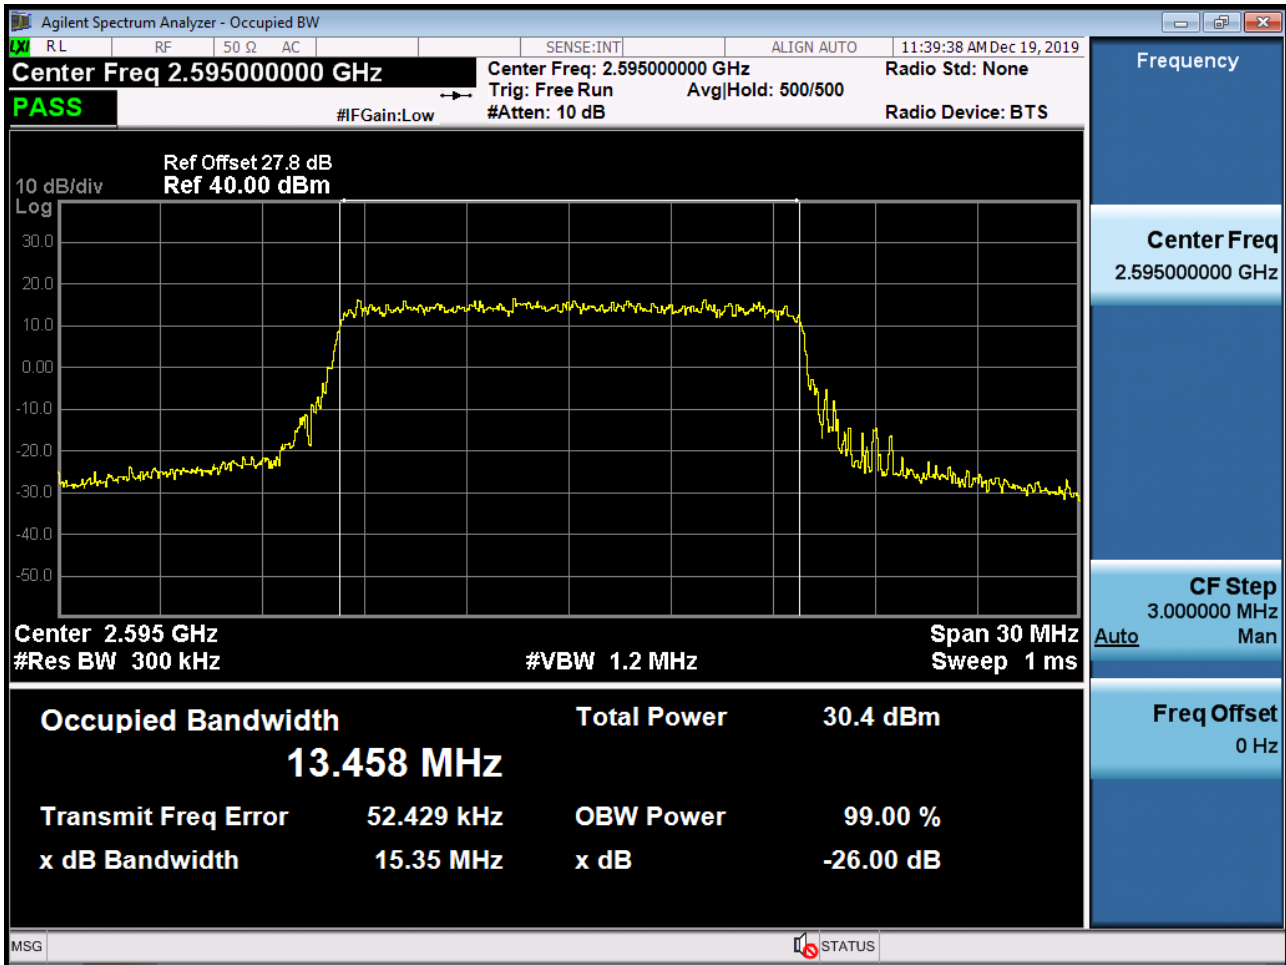 Agilent Spectrum Analyzer - Occupied BW
LXI RL RF 50 Ω AC SENSE:INT ALIGN AUTO 11:39:38 AM Dec 19, 2019
Center Freq 2.595000000 GHz
PASS
#IFGain:Low
Center Freq: 2.595000000 GHz
Trig: Free Run Avg|Hold: 500/500
#Atten: 10 dB
Radio Std: None
Radio Device: BTS
Ref Offset 27.8 dB
10 dB/div Ref 40.00 dBm
Log
30.0
20.0
10.0
0.00
-10.0
-20.0
-30.0
-40.0
-50.0
Center 2.595 GHz Span 30 MHz
#Res BW 300 kHz #VBW 1.2 MHz Sweep 1 ms
Occupied Bandwidth Total Power 30.4 dBm
13.458 MHz
Transmit Freq Error 52.429 kHz OBW Power 99.00 %
x dB Bandwidth 15.35 MHz x dB -26.00 dB
MSG STATUS
Frequency
Center Freq
2.595000000 GHz
CF Step
3.000000 MHz
Auto Man
Freq Offset
0 Hz